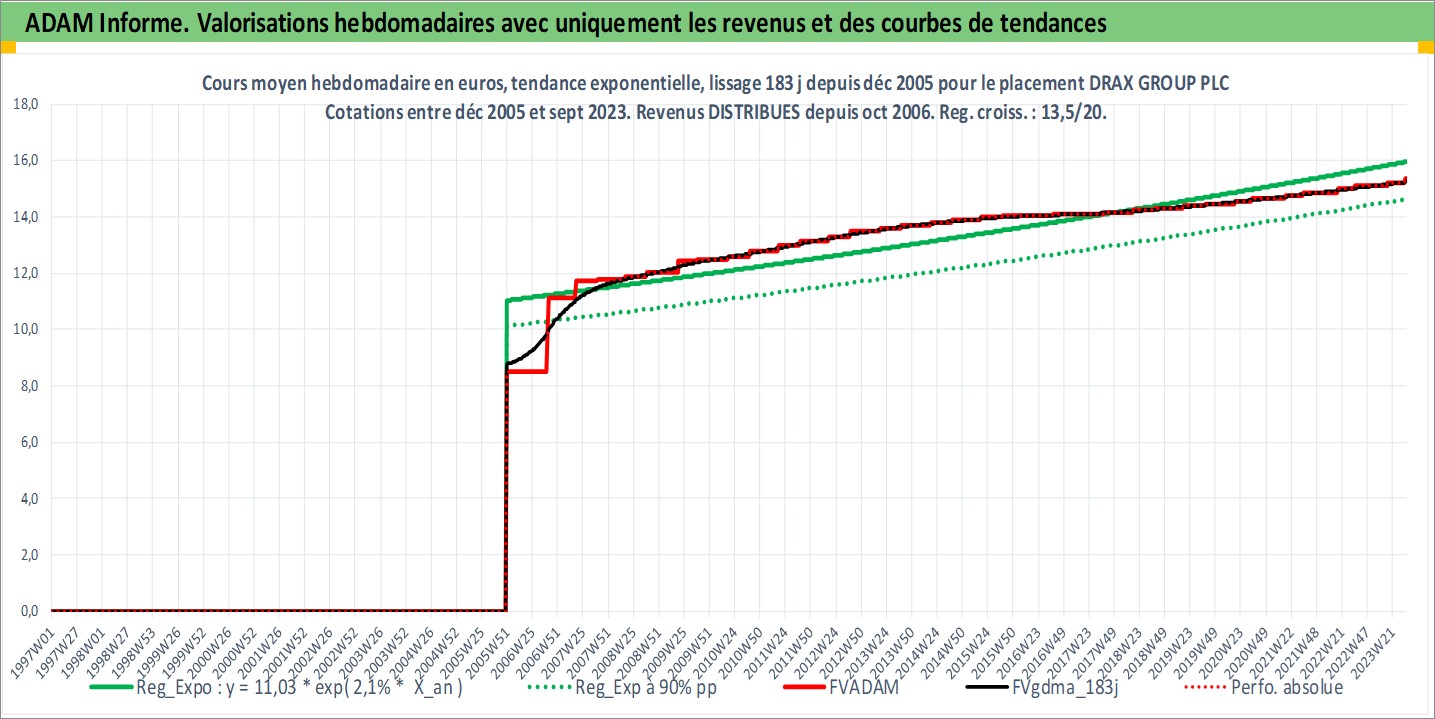 ADAM Informe. Valorisations hebdomadaires avec uniquement les revenus et des courbes de tendances
Cours moyen hebdomadaire en euros, tendance exponentielle, lissage 183 j depuis déc 2005 pour le placement DRAX GROUP PLC
Cotations entre déc 2005 et sept 2023. Revenus DISTRIBUES depuis oct 2006. Reg. croiss. : 13,5/20.
18,0
16,0
14,0
12,0
10,0
8,0
6,0
4,0
2,0
0,0
1997W01 1997W27 1998W01 1998W27 1998W53 1999W26 1999W52 2000W26 2000W52 2001W26 2001W52 2002W26 2002W52 2003W26 2003W52 2004W26 2004W52 2005W25 2005W51 2006W25 2006W51 2007W25 2007W51 2008W25 2008W51 2009W25 2009W51 2010W24 2010W50 2011W24 2011W50 2012W24 2012W50 2013W24 2013W50 2014W24 2014W50 2015W24 2015W50 2016W23 2016W49 2017W23 2017W49 2018W23 2018W49 2019W23 2019W49 2020W23 2020W49 2021W22 2021W48 2022W21 2022W47 2023W21
Reg_Expo : y = 11,03 * exp( 2,1% * X_an ) Reg_Exp à 90% pp FVADAM FVgdma_183j Perfo. absolue